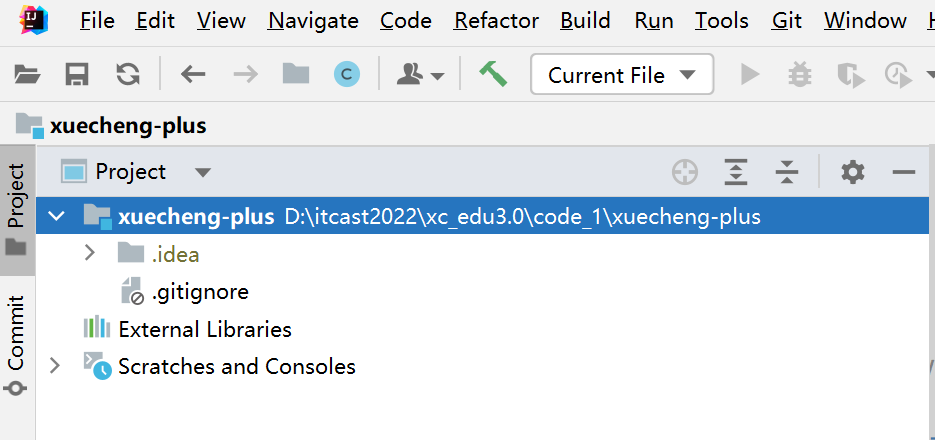 File Edit View Navigate Code Refactor Build Run Tools Git Window
Current File
xuecheng-plus
Project
Project
xuecheng-plus D:\itcast2022\xc_edu3.0\code_1\xuecheng-plus
.idea
.gitignore
External Libraries
Scratches and Consoles
Commit